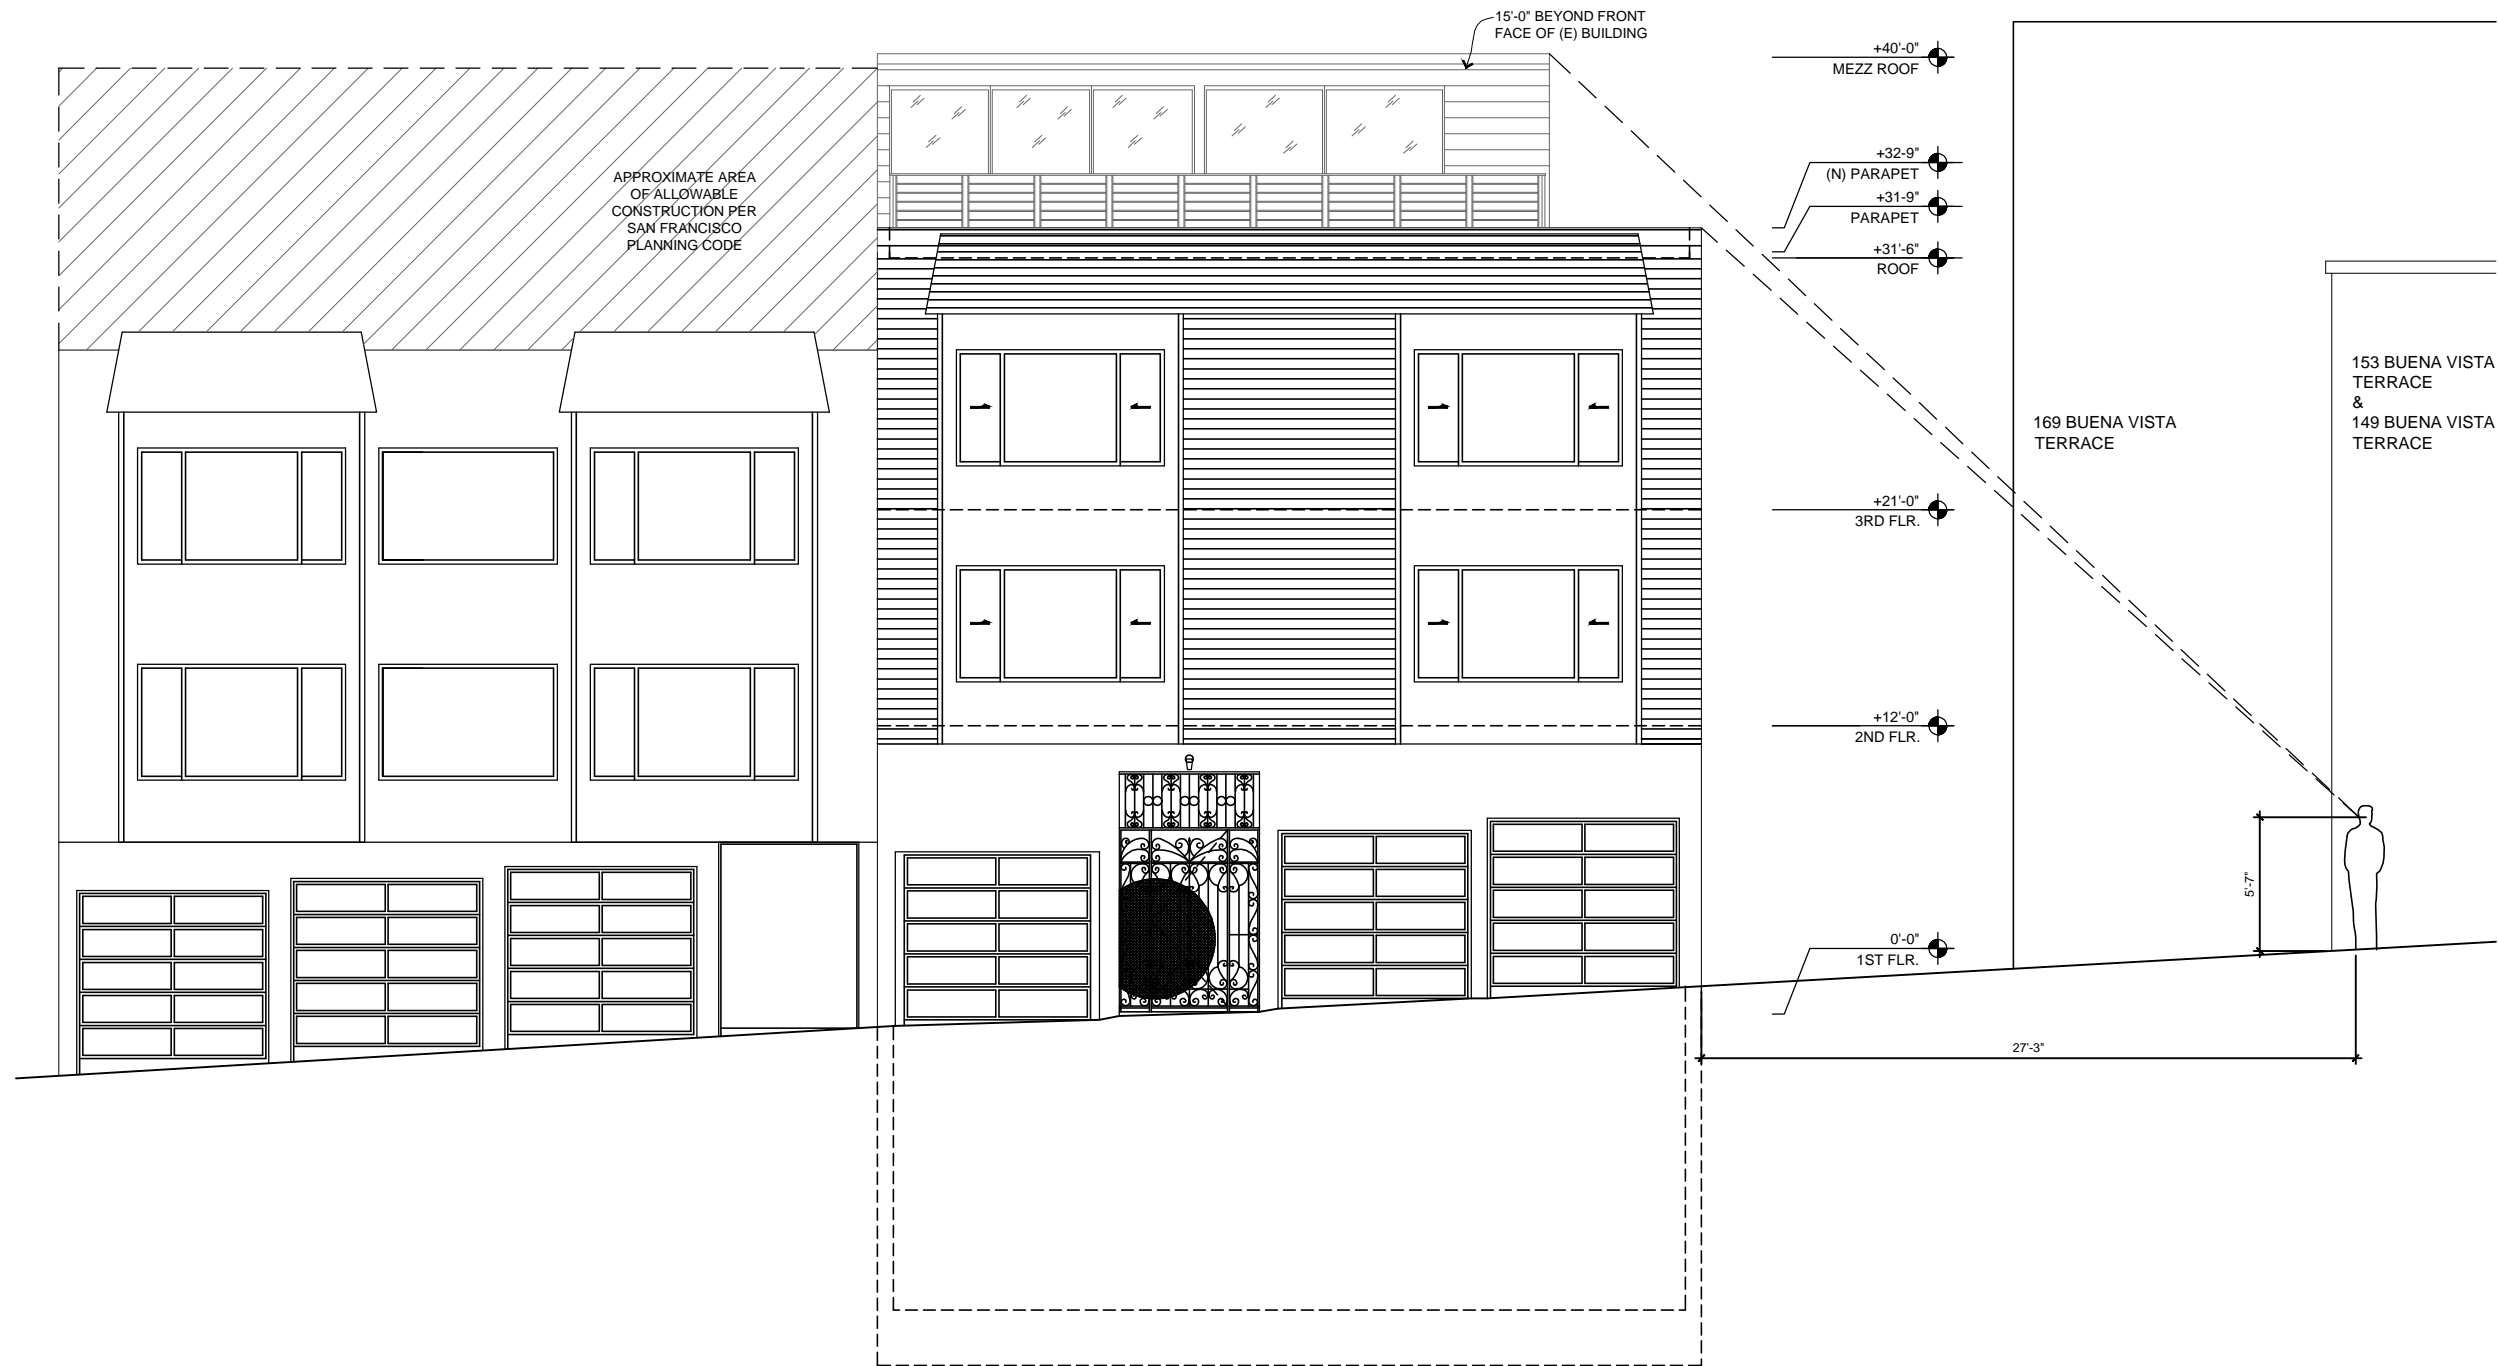 15'-0" BEYOND FRONT
FACE OF (E) BUILDING
+40'-0"
MEZZ ROOF
APPROXIMATE AREA
OF ALLOWABLE
CONSTRUCTION PER
SAN FRANCISCO
PLANNING CODE
+32-9"
(N) PARAPET
+31-9"
PARAPET
+31'-6"
ROOF
153 BUENA VISTA
TERRACE
&
149 BUENA VISTA
TERRACE
169 BUENA VISTA
TERRACE
+21'-0"
3RD FLR.
+12'-0"
2ND FLR.
5'-7"
0'-0"
1ST FLR.
27'-3"